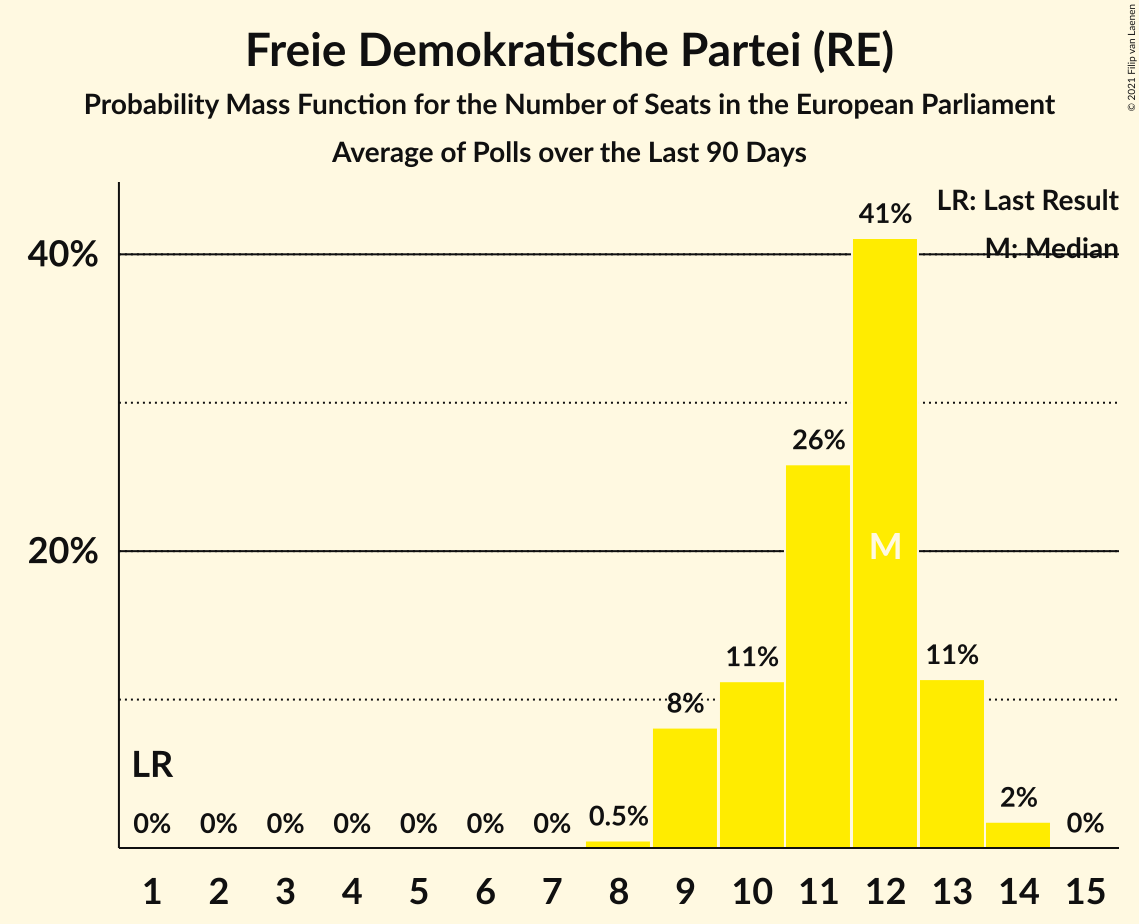 Freie Demokratische Partei (RE)
Probability Mass Function for the Number of Seats in the European Parliament
Average of Polls over the Last 90 Days
© 2021 Filip van Laenen
LR: Last Result
M: Median
40%
20%
LR
0%
0%
0%
0%
0%
0%
0%
0.5%
8%
11%
26%
41%
M
11%
2%
0%
1 2 3 4 5 6 7 8 9 10 11 12 13 14 15